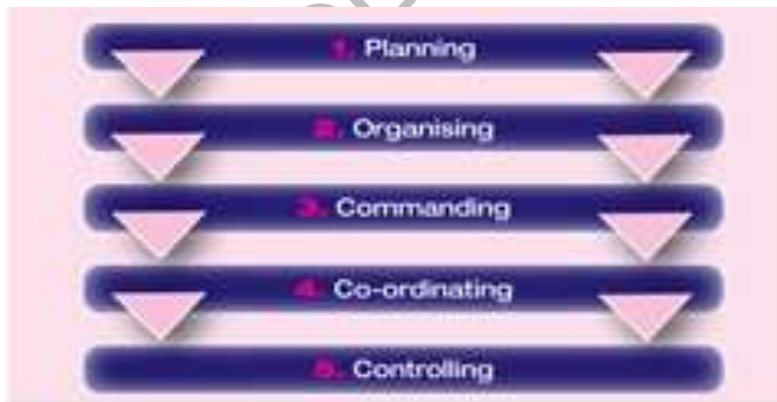 1. Planning
2. Organising
3. Commanding
4. Co-ordinating
5. Controlling